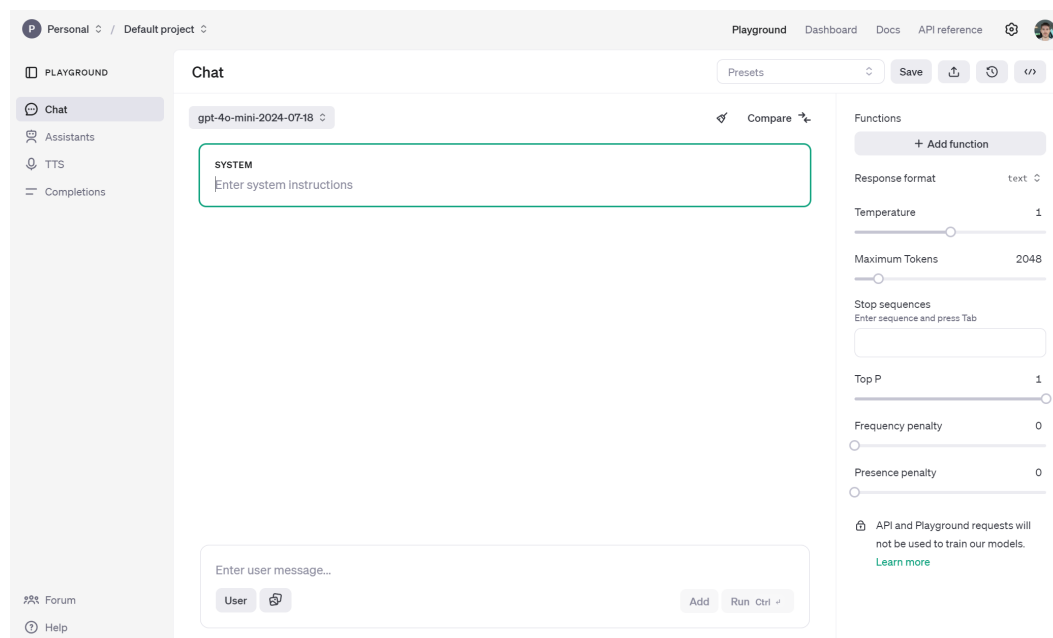 P Personal / Default project
Playground Dashboard Docs API reference
PLAYGROUND
Chat
Assistants
TTS
Completions
Forum
Help
Chat
Presets
Save
gpt-4o-mini-2024-07-18
Compare
SYSTEM
Enter system instructions
Enter user message...
User
Add
Run Ctrl ↵
Functions
+ Add function
Response format text
Temperature 1
Maximum Tokens 2048
Stop sequences
Enter sequence and press Tab
Top P 1
Frequency penalty 0
Presence penalty 0
API and Playground requests will
not be used to train our models.
Learn more